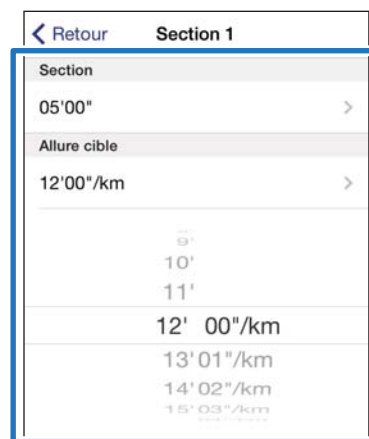 Retour Section 1
Section
05'00"
Allure cible
12'00"/km
9'
10'
11'
12' 00"/km
13' 01"/km
14' 02"/km
15' 03"/km